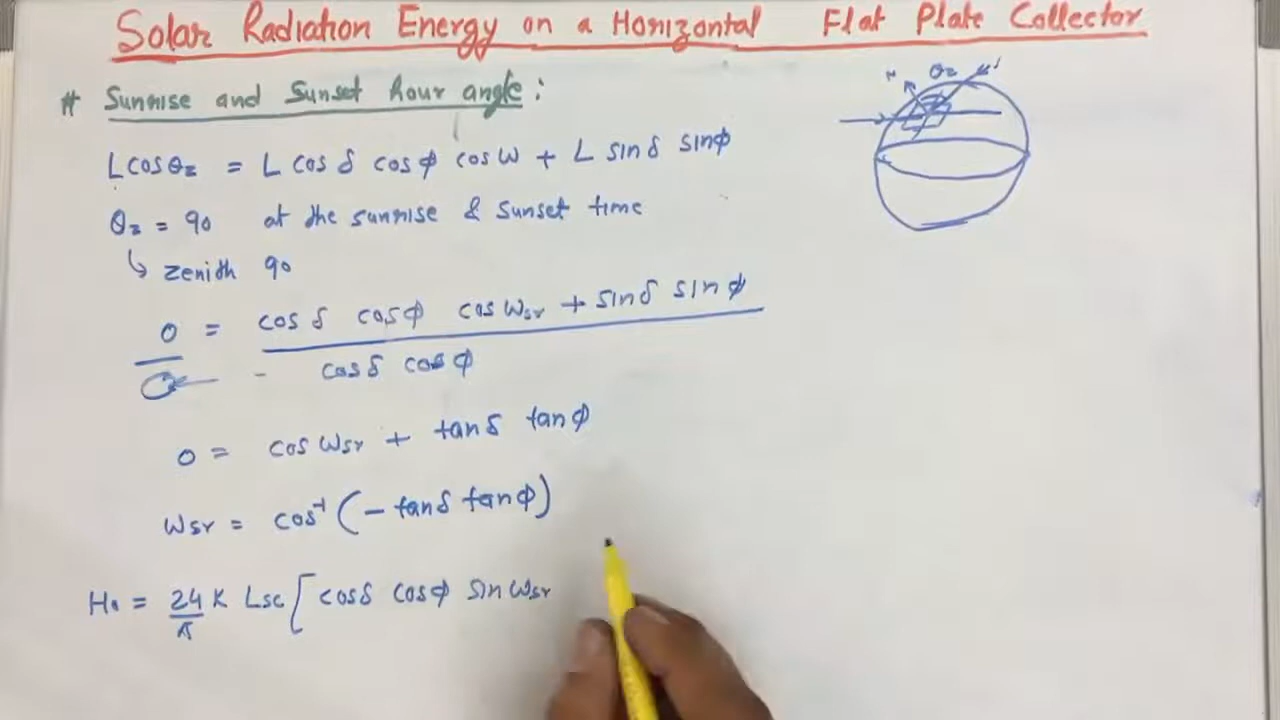 Solar Radiation Energy on a Horizontal Flat Plate Collector
# Sunrise and Sunset hour angle :
L cos θz = L cos δ cos ϕ cos ω + L sin δ sin ϕ
θz = 90 at the sunrise & sunset time
↳ zenith 90
0 = cos δ cos ϕ cos ωsr + sin δ sin ϕ
cos δ cos ϕ
0 = cos ωsr + tan δ tan ϕ
ωsr = cos⁻¹ (- tan δ tan ϕ)
H₀ = 24/π K Lsc [ cos δ cos ϕ sin ωsr
θz